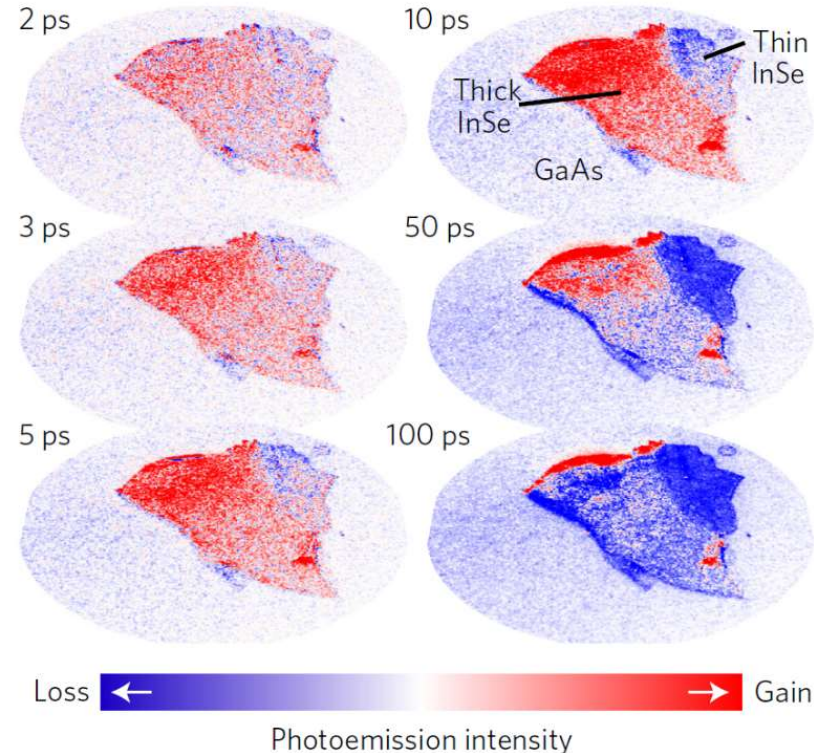 2 ps
10 ps
Thin
InSe
Thick
InSe
GaAs
3 ps
50 ps
5 ps
100 ps
Loss
Gain
Photoemission intensity